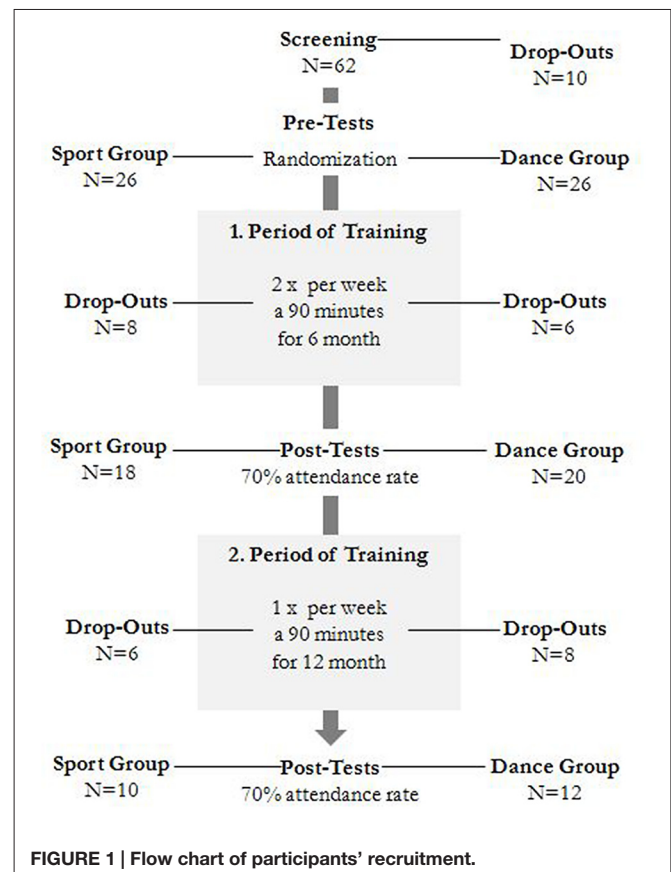 Screening
N=62
Drop-Outs
N=10
Pre-Tests
Sport Group
N=26
Randomization
Dance Group
N=26
1. Period of Training
Drop-Outs
N=8
2 x per week
a 90 minutes
for 6 month
Drop-Outs
N=6
Sport Group
N=18
Post-Tests
70% attendance rate
Dance Group
N=20
2. Period of Training
Drop-Outs
N=6
1 x per week
a 90 minutes
for 12 month
Drop-Outs
N=8
Sport Group
N=10
Post-Tests
70% attendance rate
Dance Group
N=12
FIGURE 1 | Flow chart of participants’ recruitment.